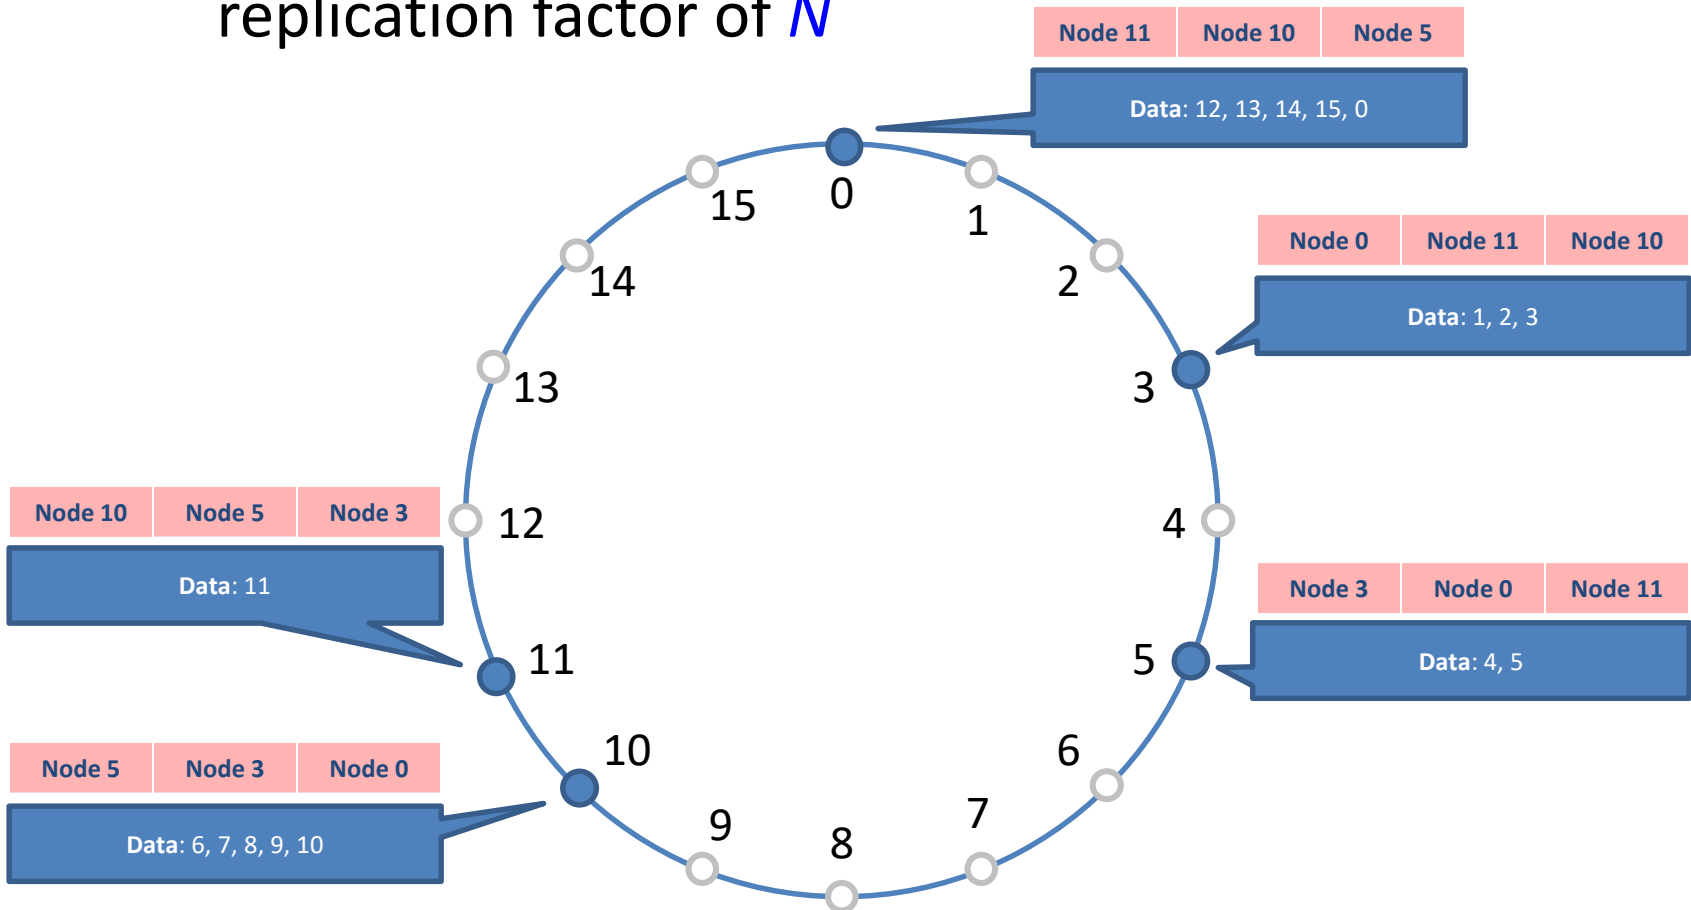 replication factor of N
Node 11 Node 10 Node 5
Data: 12, 13, 14, 15, 0
0
15
1
14
2
Node 0 Node 11 Node 10
Data: 1, 2, 3
13
3
Node 10 Node 5 Node 3
Data: 11
12
4
Node 3 Node 0 Node 11
Data: 4, 5
11
5
Node 5 Node 3 Node 0
Data: 6, 7, 8, 9, 10
10
6
9
8
7